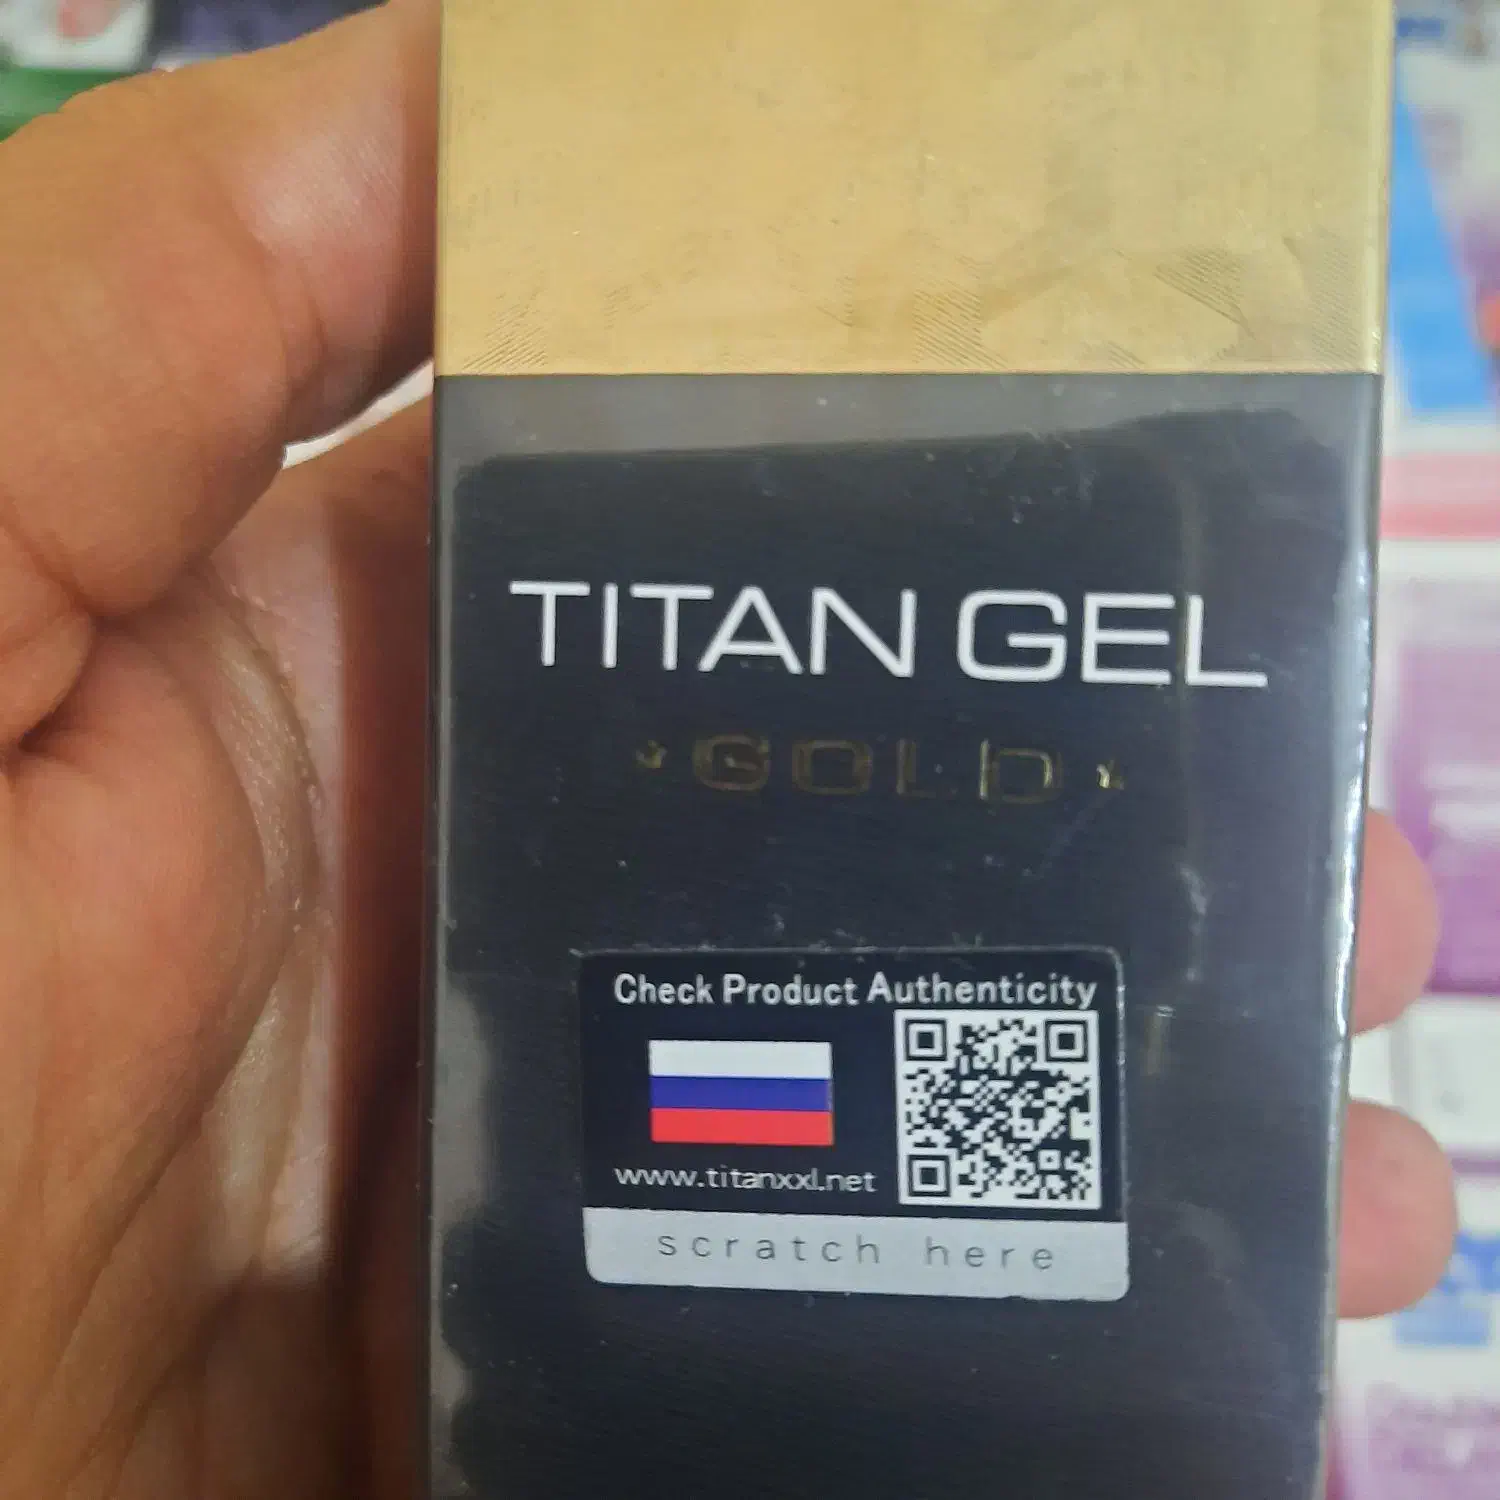 TITAN GEL
GOLD
Check Product Authenticity
www.titanxxl.net
scratch here